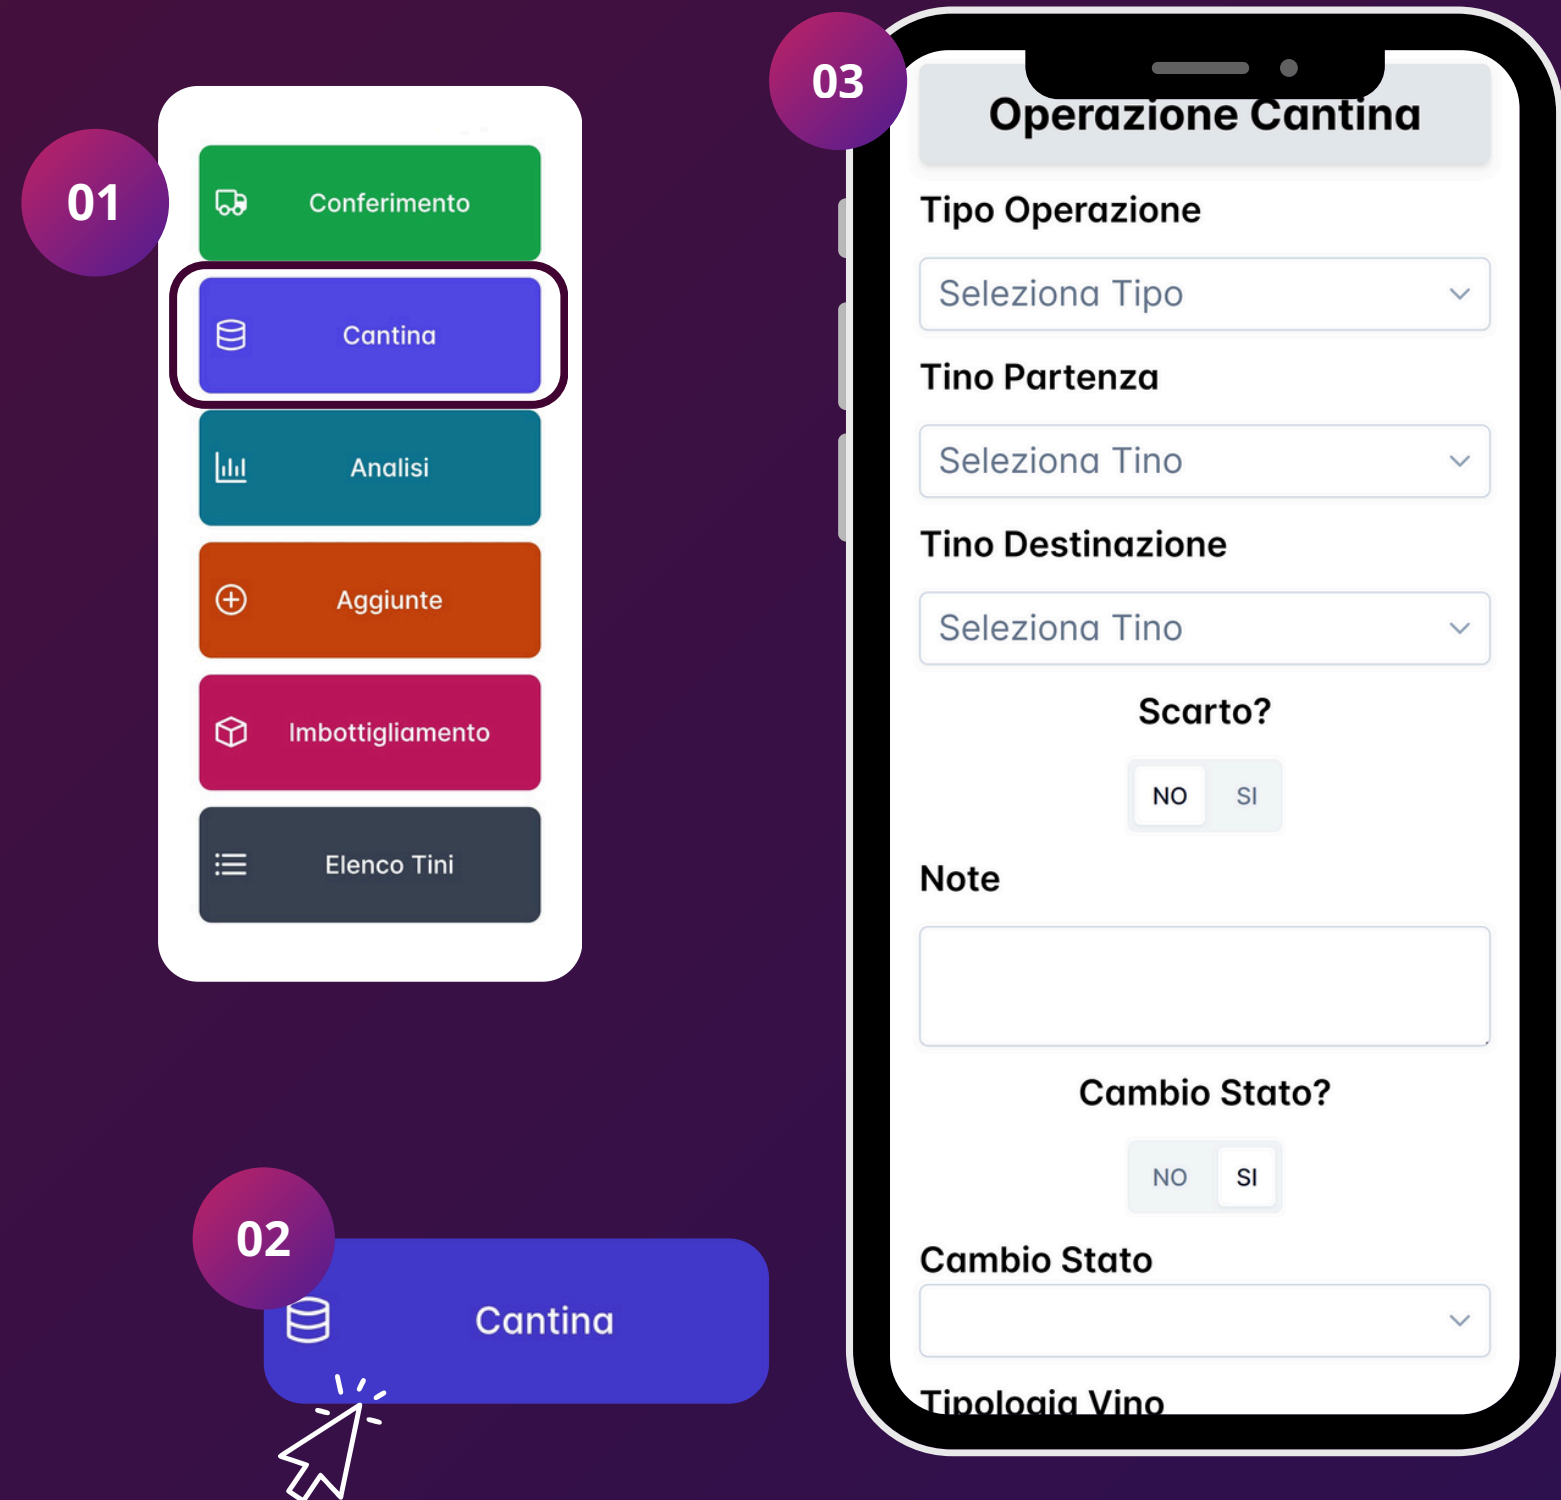 01
Conferimento
Cantina
Analisi
Aggiunte
Imbottigliamento
Elenco Tini
02
Cantina
03
Operazione Cantina
Tipo Operazione
Seleziona Tipo
Tino Partenza
Seleziona Tino
Tino Destinazione
Seleziona Tino
Scarto?
NO SI
Note
Cambio Stato?
NO SI
Cambio Stato
Tipologia Vino